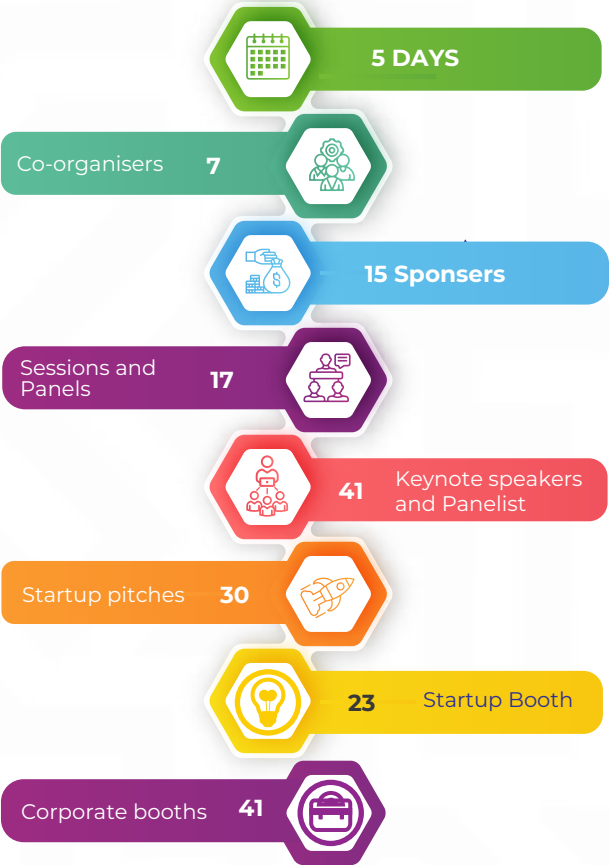 5 DAYS
Co-organisers 7
15 Sponsers
Sessions and
Panels 17
41 Keynote speakers
and Panelist
Startup pitches 30
23 Startup Booth
Corporate booths 41